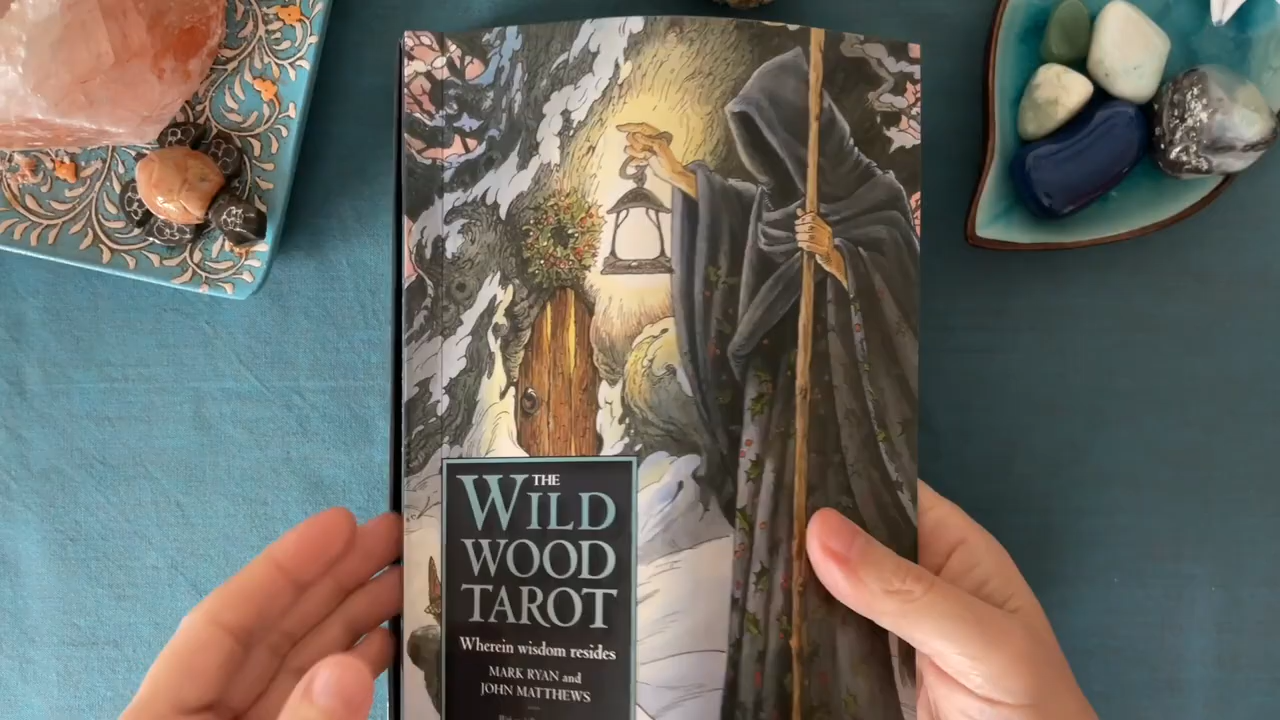 THE
WILD
WOOD
TAROT
Wherein wisdom resides
MARK RYAN and
JOHN MATTHEWS